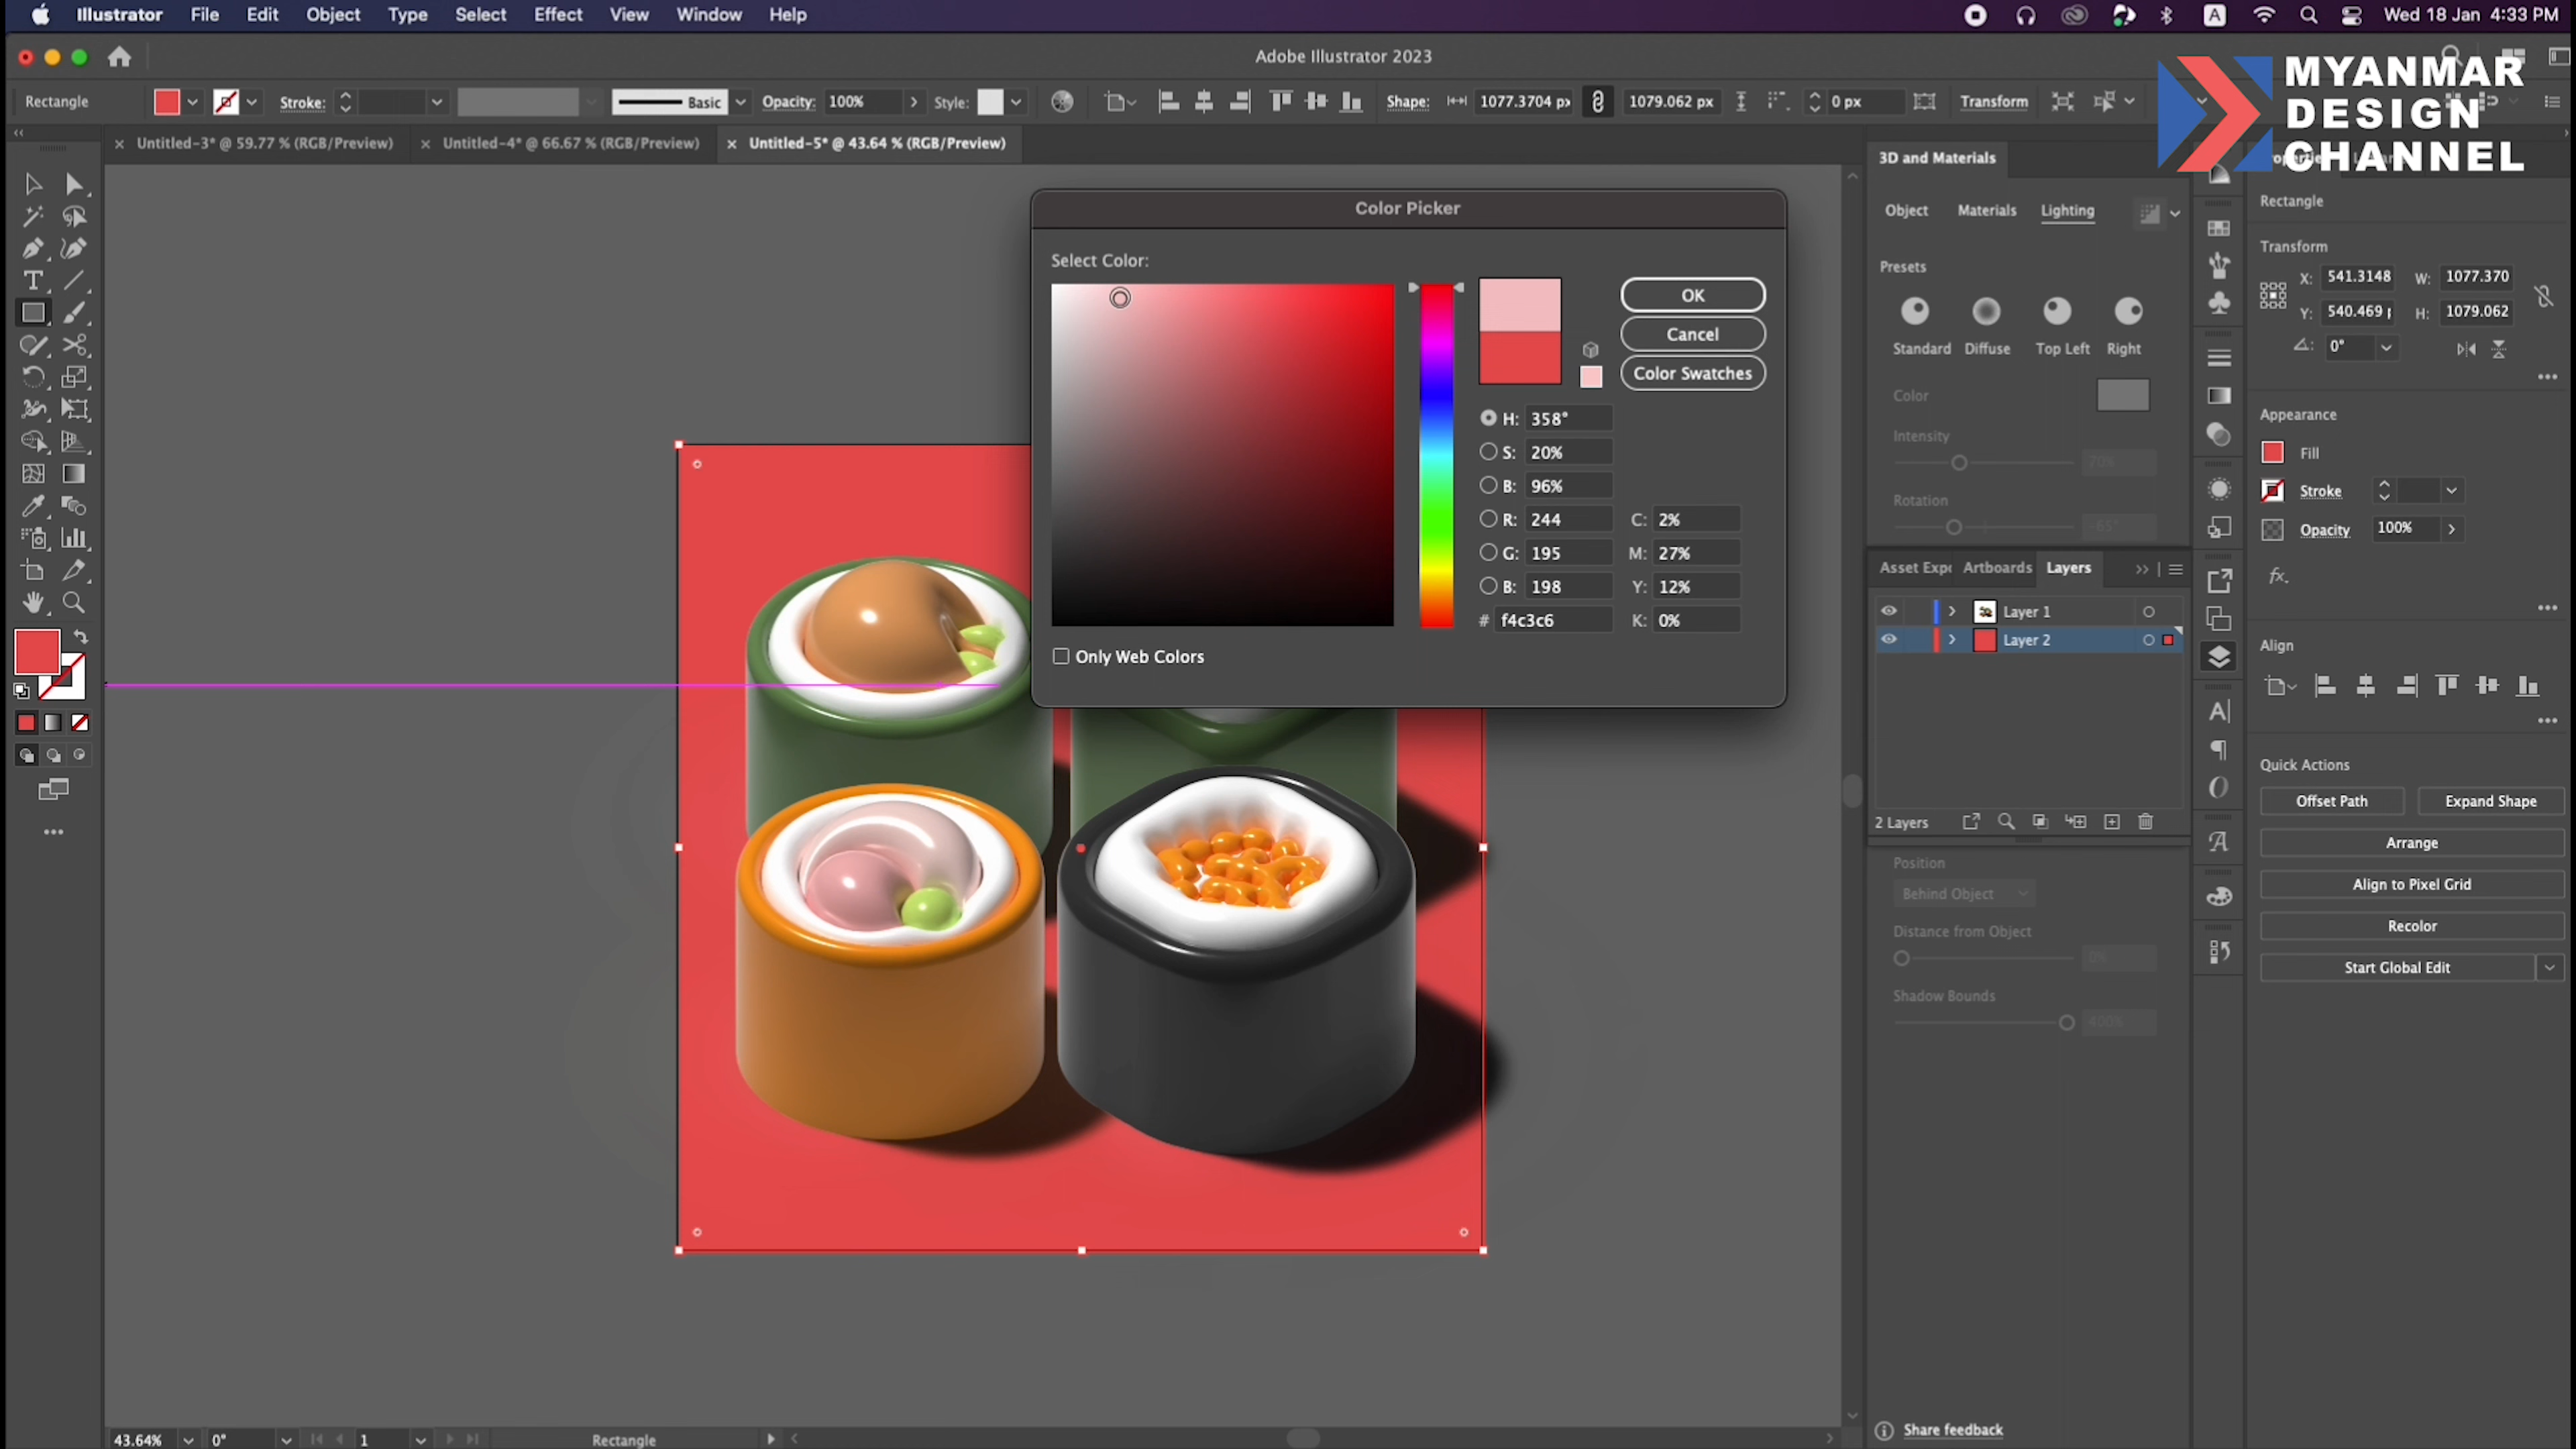 Illustrator File Edit Object Type Select Effect View Window Help
A Wed 18 Jan 4:33 PM
Adobe Illustrator 2023
MYANMAR
DESIGN
CHANNEL
Rectangle Stroke: Basic Opacity: 100% Style: Shape: 1077.3704 px 1079.062 px 0 px Transform
Untitled-3* @ 59.77 % (RGB/Preview) Untitled-4* @ 66.67 % (RGB/Preview) Untitled-5* @ 43.64 % (RGB/Preview)
Color Picker
Select Color:
OK
Cancel
Color Swatches
H: 358°
S: 20%
B: 96%
R: 244 C: 2%
G: 195 M: 27%
B: 198 Y: 12%
# f4c3c6 K: 0%
Only Web Colors
3D and Materials
Object Materials Lighting
Presets
Standard Diffuse Top Left Right
Color
Intensity
70%
Rotation
-65°
Asset Expo Artboards Layers
Layer 1
Layer 2
2 Layers
Position
Behind Object
Distance from Object
0%
Shadow Bounds
400%
Share feedback
Rectangle
Transform
X: 541.3148 W: 1077.370
Y: 540.469 H: 1079.062
0°
Appearance
Fill
Stroke
Opacity 100%
fx.
Align
Quick Actions
Offset Path Expand Shape
Arrange
Align to Pixel Grid
Recolor
Start Global Edit
43.64% 0° 1 Rectangle